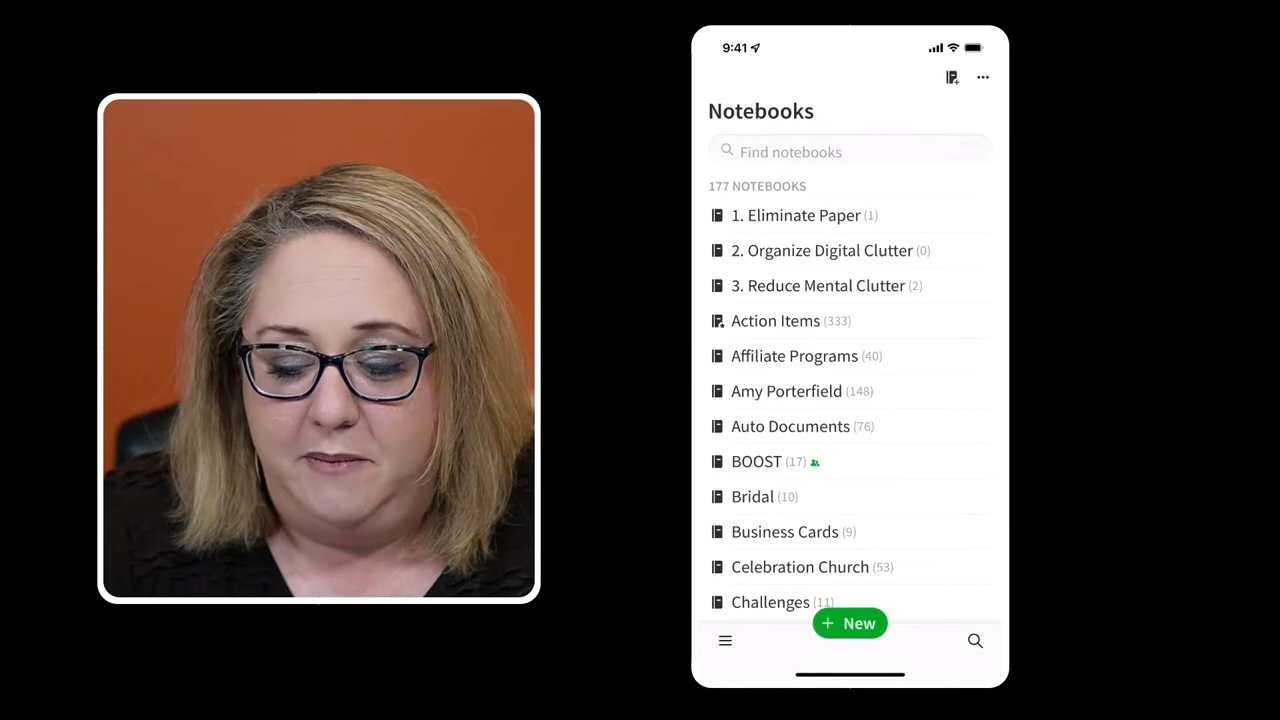 9:41
Notebooks
Find notebooks
177 NOTEBOOKS
1. Eliminate Paper (1)
2. Organize Digital Clutter (0)
3. Reduce Mental Clutter (2)
Action Items (333)
Affiliate Programs (40)
Amy Porterfield (148)
Auto Documents (76)
BOOST (17)
Bridal (10)
Business Cards (9)
Celebration Church (53)
Challenges (11)
+ New